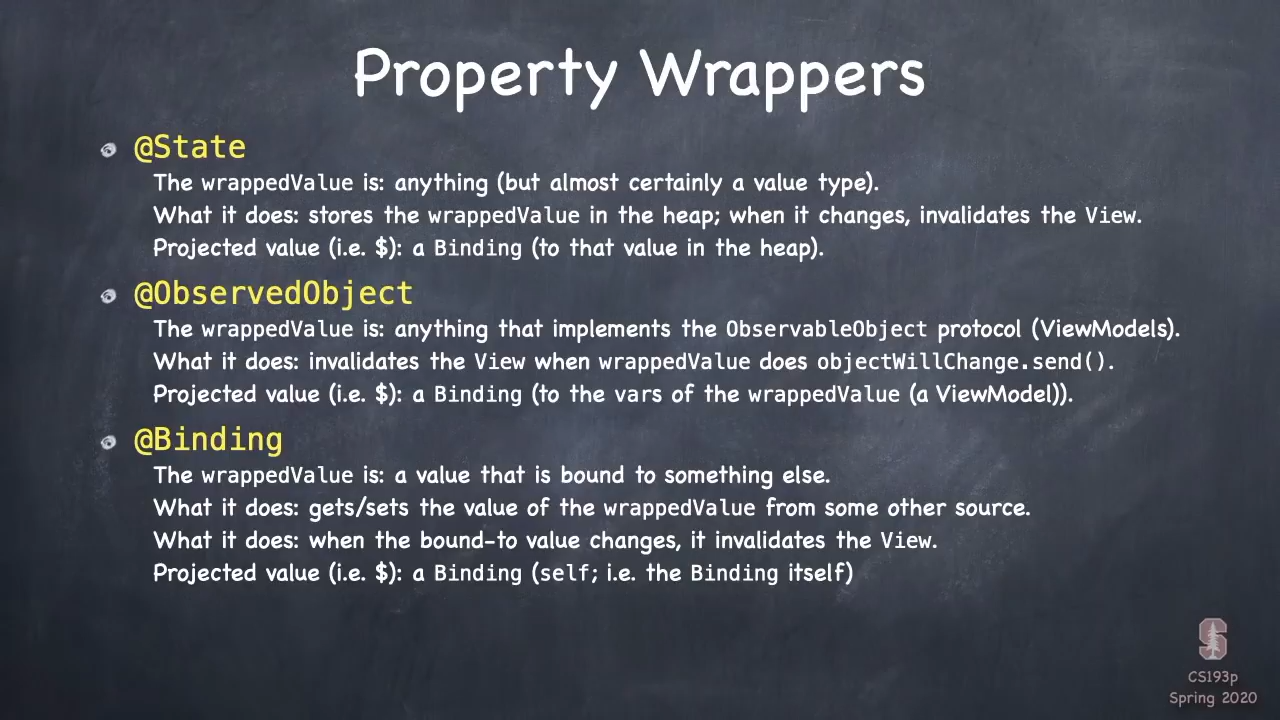 Property Wrappers
@State
The wrappedValue is: anything (but almost certainly a value type).
What it does: stores the wrappedValue in the heap; when it changes, invalidates the View.
Projected value (i.e. $): a Binding (to that value in the heap).
@ObservedObject
The wrappedValue is: anything that implements the ObservableObject protocol (ViewModels).
What it does: invalidates the View when wrappedValue does objectWillChange.send().
Projected value (i.e. $): a Binding (to the vars of the wrappedValue (a ViewModel)).
@Binding
The wrappedValue is: a value that is bound to something else.
What it does: gets/sets the value of the wrappedValue from some other source.
What it does: when the bound-to value changes, it invalidates the View.
Projected value (i.e. $): a Binding (self; i.e. the Binding itself)
S
CS193p
Spring 2020